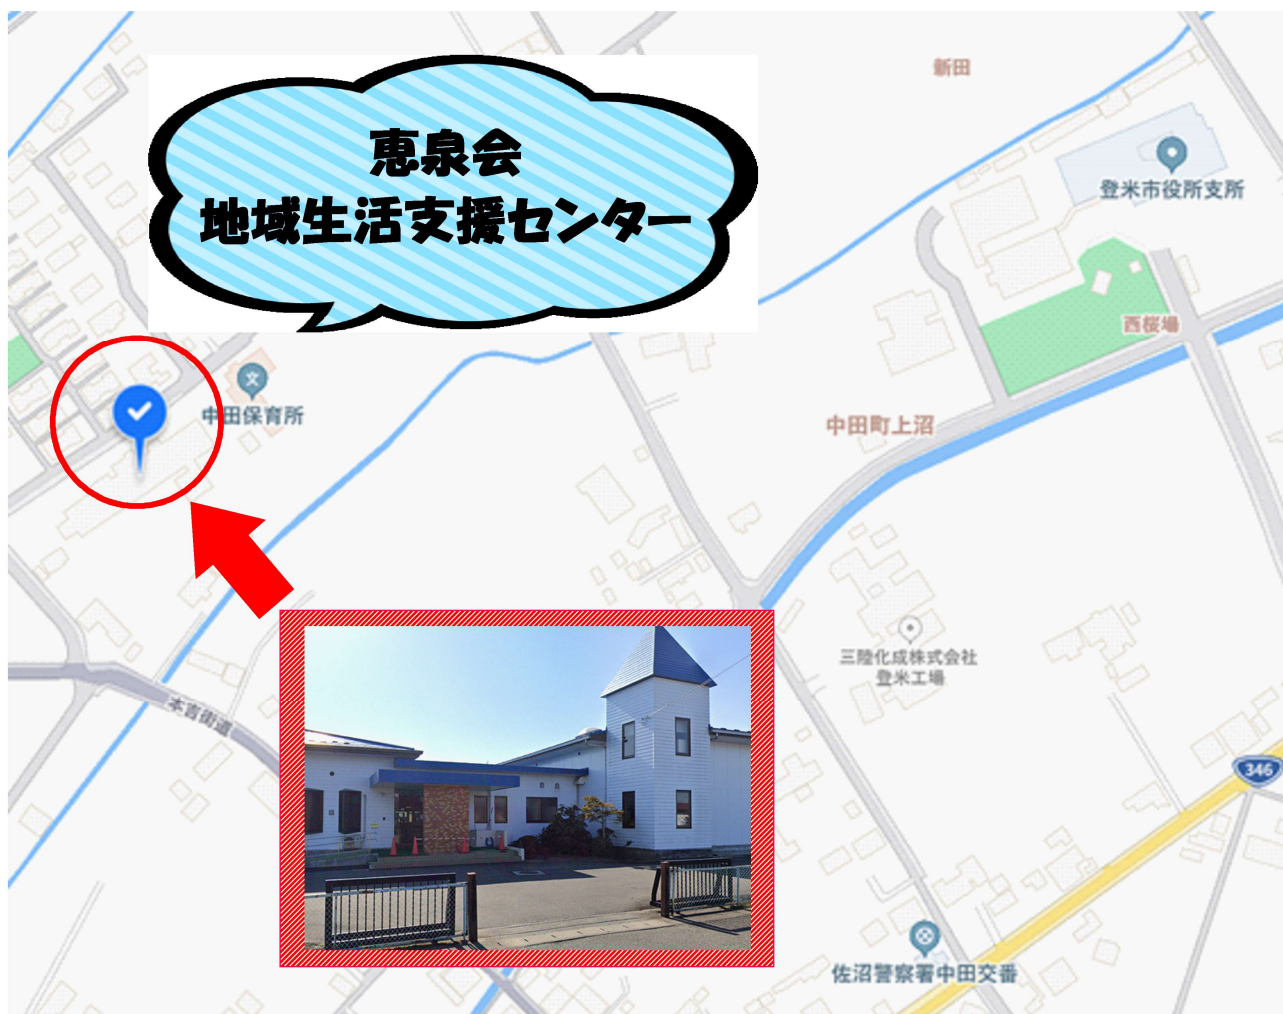 新田
恵泉会
地域生活支援センター
登米市役所支所
西桜場
文
中田保育所
中田町上沼
三陸化成株式会社
登米工場
本吉街道
346
佐沼警察署中田交番